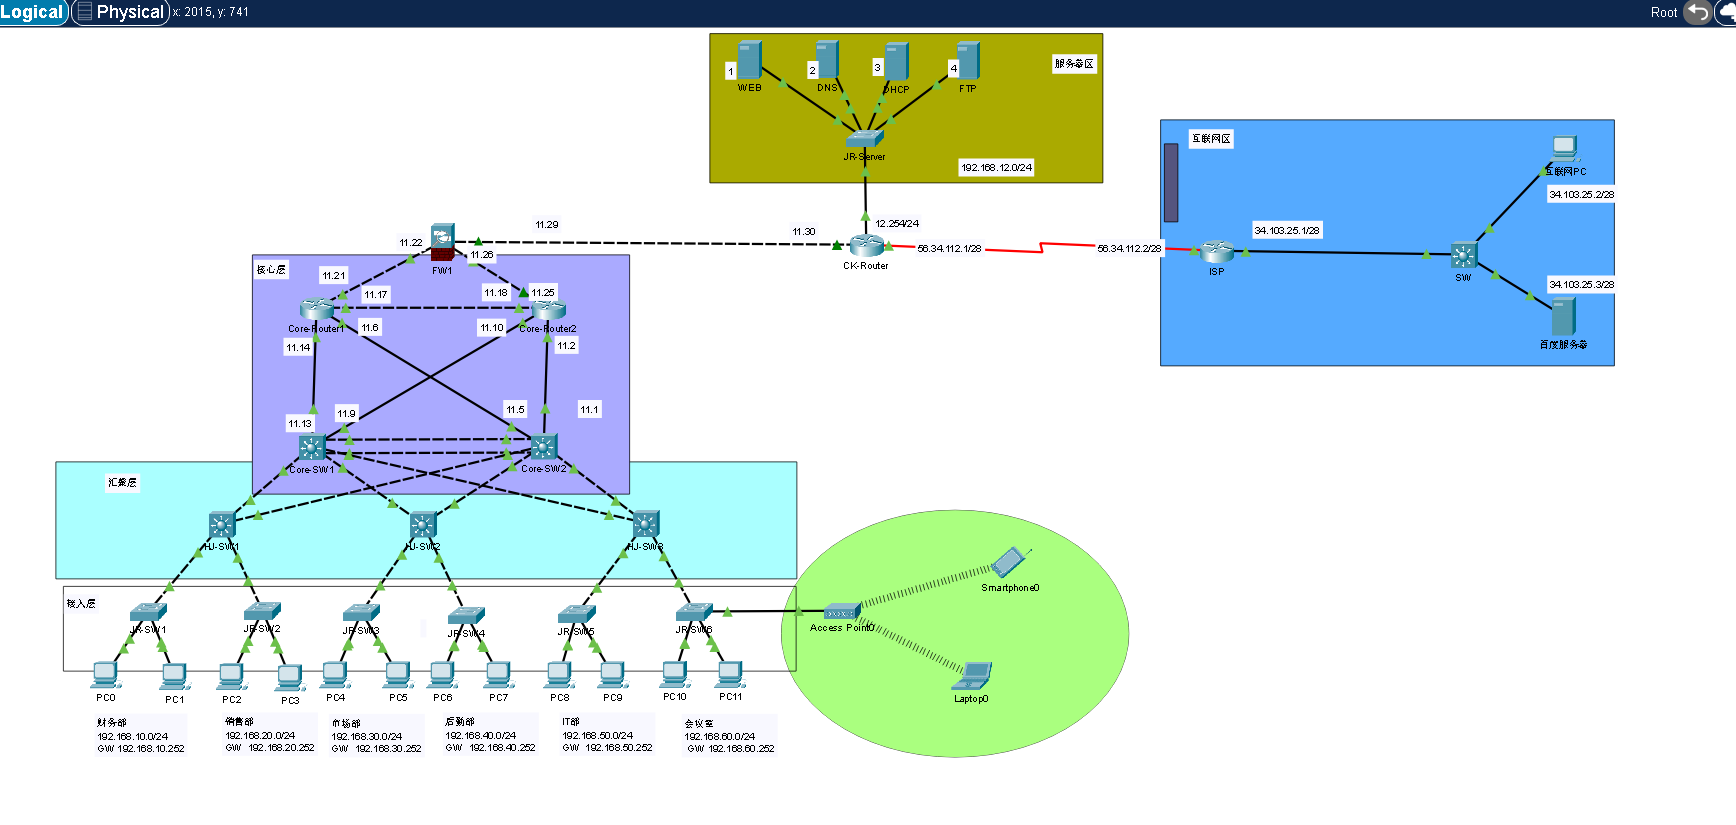 Logical
Physical
x: 2015, y: 741
Root
1
WEB
2
DNS
3
DHCP
4
FTP
服务器区
JR-Server
192.168.12.0/24
互联网区
互联网PC
34.103.25.2/28
34.103.25.1/28
SW
34.103.25.3/28
百度服务器
11.29
11.30
12.254/24
CK-Router
56.34.112.1/28
56.34.112.2/28
ISP
11.22
11.26
FW1
核心层
11.21
11.17
11.18
11.25
Core-Router1
Core-Router2
11.6
11.10
11.14
11.2
11.13
11.9
11.5
11.1
Core-SW1
Core-SW2
汇聚层
HJ-SW1
HJ-SW2
HJ-SW3
接入层
JR-SW1
JR-SW2
JR-SW3
JR-SW4
JR-SW5
JR-SW6
Access Point0
Smartphone0
Laptop0
PC0
PC1
PC2
PC3
PC4
PC5
PC6
PC7
PC8
PC9
PC10
PC11
财务部
192.168.10.0/24
GW 192.168.10.252
销售部
192.168.20.0/24
GW 192.168.20.252
市场部
192.168.30.0/24
GW 192.168.30.252
后勤部
192.168.40.0/24
GW 192.168.40.252
IT部
192.168.50.0/24
GW 192.168.50.252
会议室
192.168.60.0/24
GW 192.168.60.252